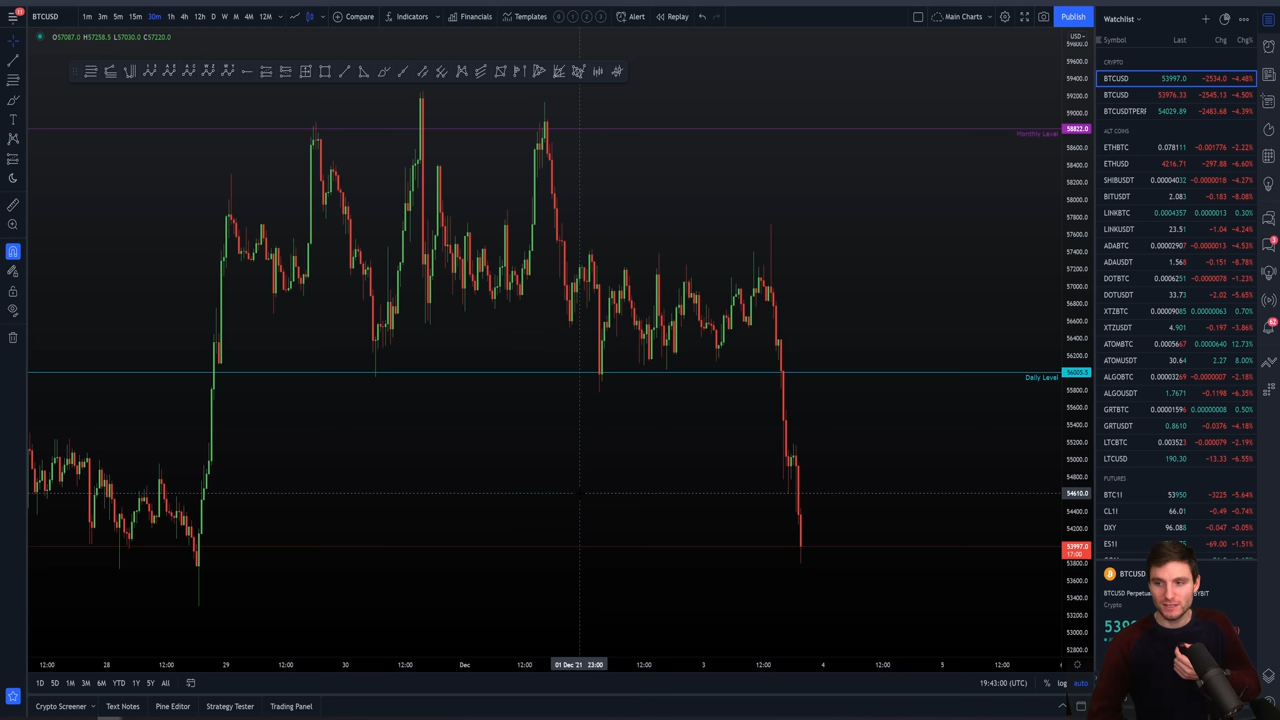 11
BTCUSD
1m 3m 5m 15m 30m 1h 4h 12h D W M 4M 12M
Compare
Indicators
Financials
Templates
Alert
Replay
Main Charts
Publish
Watchlist
O57087.0 H57258.5 L57030.0 C57220.0
USD
59800.0
59600.0
59400.0
59200.0
59000.0
58822.0
Monthly Level
58600.0
58400.0
58200.0
58000.0
57800.0
57600.0
57400.0
57200.0
57000.0
56800.0
56600.0
56400.0
56200.0
56005.5
Daily Level
55800.0
55600.0
55400.0
55200.0
55000.0
54800.0
54610.0
54400.0
54200.0
53997.0
17:00
53800.0
53600.0
53400.0
53200.0
53000.0
52800.0
12:00 28 12:00 29 12:00 30 12:00 Dec 12:00 01 Dec '21 23:00 12:00 3 12:00 4 12:00 5 12:00
1D 5D 1M 3M 6M YTD 1Y 5Y All
19:43:00 (UTC) % log auto
Crypto Screener Text Notes Pine Editor Strategy Tester Trading Panel
Symbol Last Chg Chg%
CRYPTO
BTCUSD 53997.0 −2534.0 −4.48%
BTCUSD 53976.33 −2545.13 −4.50%
BTCUSDTPERF 54029.89 −2483.68 −4.39%
ALT COINS
ETHBTC 0.078111 −0.001776 −2.22%
ETHUSD 4216.71 −297.88 −6.60%
SHIBUSDT 0.00004032 −0.0000018 −4.27%
BITUSDT 2.083 −0.183 −8.08%
LINKBTC 0.0004357 0.0000013 0.30%
LINKUSDT 23.51 −1.04 −4.24%
ADABTC 0.00002907 −0.0000013 −4.53%
ADAUSDT 1.568 −0.151 −8.78%
DOTBTC 0.0006251 −0.0000078 −1.23%
DOTUSDT 33.73 −2.02 −5.65%
XTZBTC 0.00009085 0.00000063 0.70%
XTZUSDT 4.901 −0.197 −3.86%
ATOMBTC 0.0005667 0.0000640 12.73%
ATOMUSDT 30.64 2.27 8.00%
ALGOBTC 0.00003269 −0.0000007 −2.18%
ALGOUSDT 1.7671 −0.1198 −6.35%
GRTBTC 0.00001596 0.00000008 0.50%
GRTUSDT 0.8610 −0.0376 −4.18%
LTCBTC 0.003523 −0.000079 −2.19%
LTCUSD 190.30 −13.33 −6.55%
FUTURES
BTC1! 53950 −3225 −5.64%
CL1! 66.01 −0.49 −0.74%
DXY 96.088 −0.047 −0.05%
ES1! −69.00 −1.51%
BTCUSD
BTCUSD Perpetual
BYBIT
Crypto
3
62